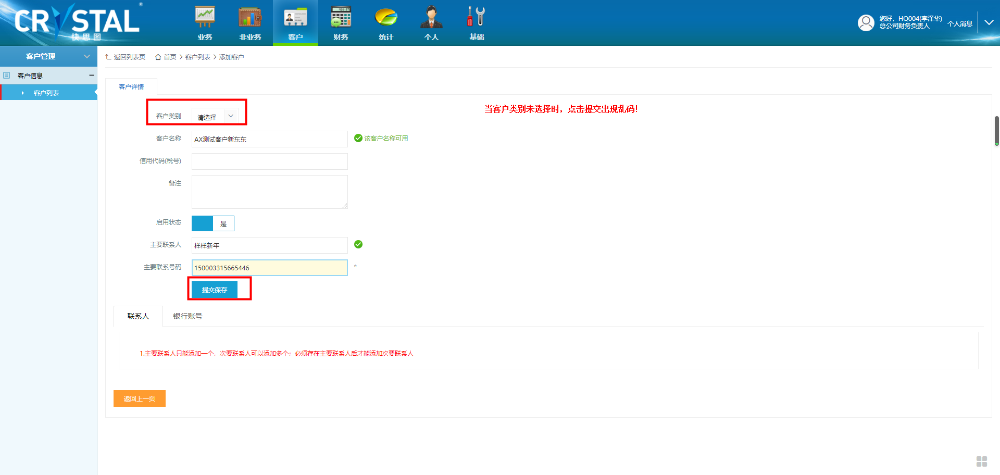 CRYSTAL®
快思图
业务
非业务
客户
财务
统计
个人
基础
您好，HQ004(李泽华)
总公司财务负责人
个人消息
客户管理
客户信息
客户列表
返回列表页 首页 > 客户列表 > 添加客户
客户详情
当客户类别未选择时，点击提交出现乱码！
客户类别 请选择
客户名称 AX测试客户新东东 该客户名称可用
信用代码(税号)
备注
启用状态 是
主要联系人 样样新年
主要联系号码 150003315665446 *
提交保存
联系人 银行账号
1.主要联系人只能添加一个，次要联系人可以添加多个；必须存在主要联系人后才能添加次要联系人
返回上一页